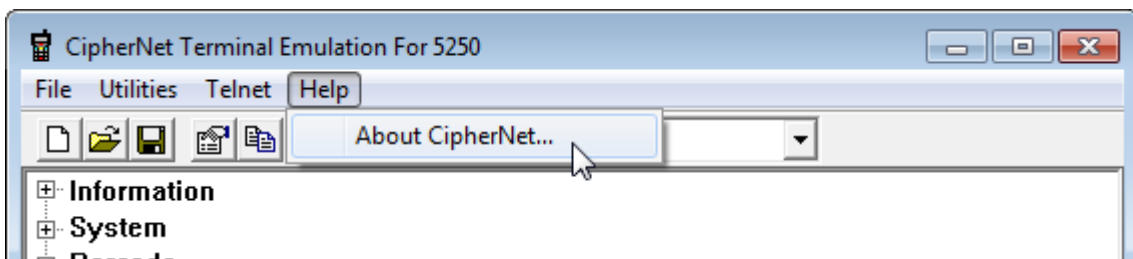 CipherNet Terminal Emulation For 5250
File Utilities Telnet Help
About CipherNet...
Information
System